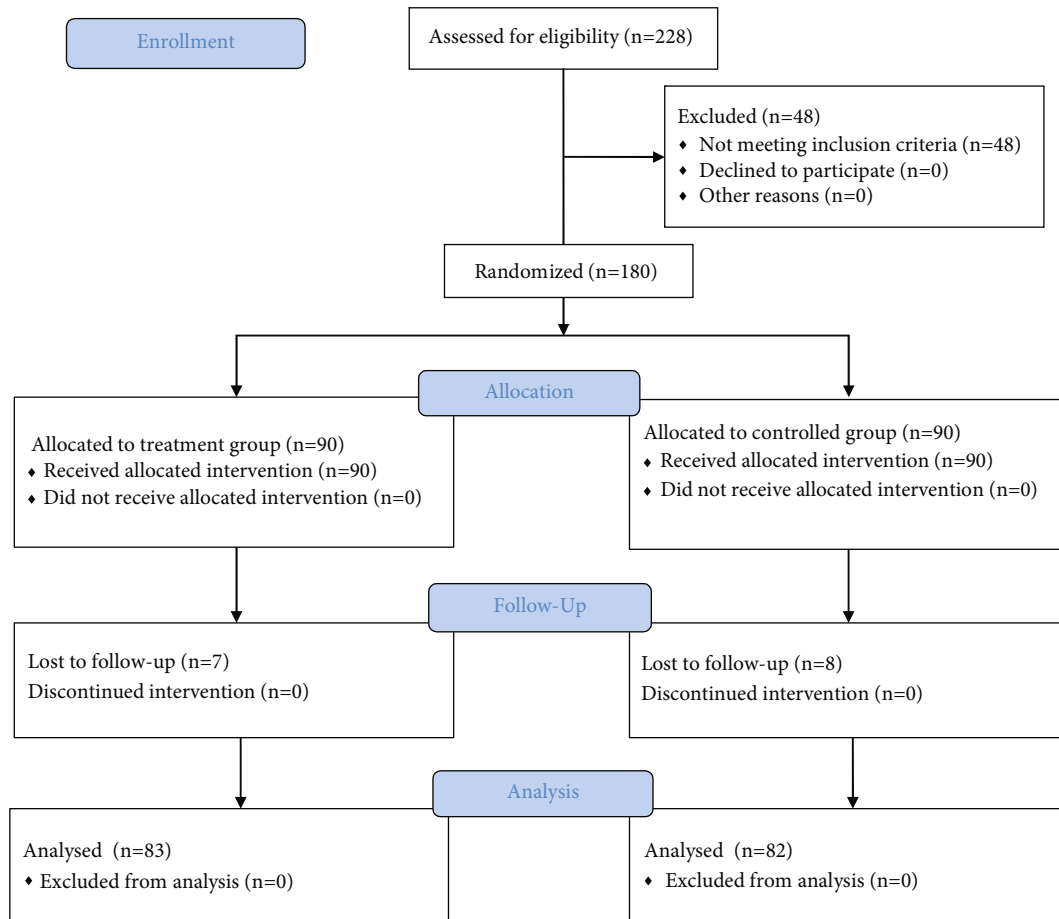 Enrollment
Assessed for eligibility (n=228)
Excluded (n=48)
♦ Not meeting inclusion criteria (n=48)
♦ Declined to participate (n=0)
♦ Other reasons (n=0)
Randomized (n=180)
Allocation
Allocated to treatment group (n=90)
♦ Received allocated intervention (n=90)
♦ Did not receive allocated intervention (n=0)
Allocated to controlled group (n=90)
♦ Received allocated intervention (n=90)
♦ Did not receive allocated intervention (n=0)
Follow-Up
Lost to follow-up (n=7)
Discontinued intervention (n=0)
Lost to follow-up (n=8)
Discontinued intervention (n=0)
Analysis
Analysed (n=83)
♦ Excluded from analysis (n=0)
Analysed (n=82)
♦ Excluded from analysis (n=0)